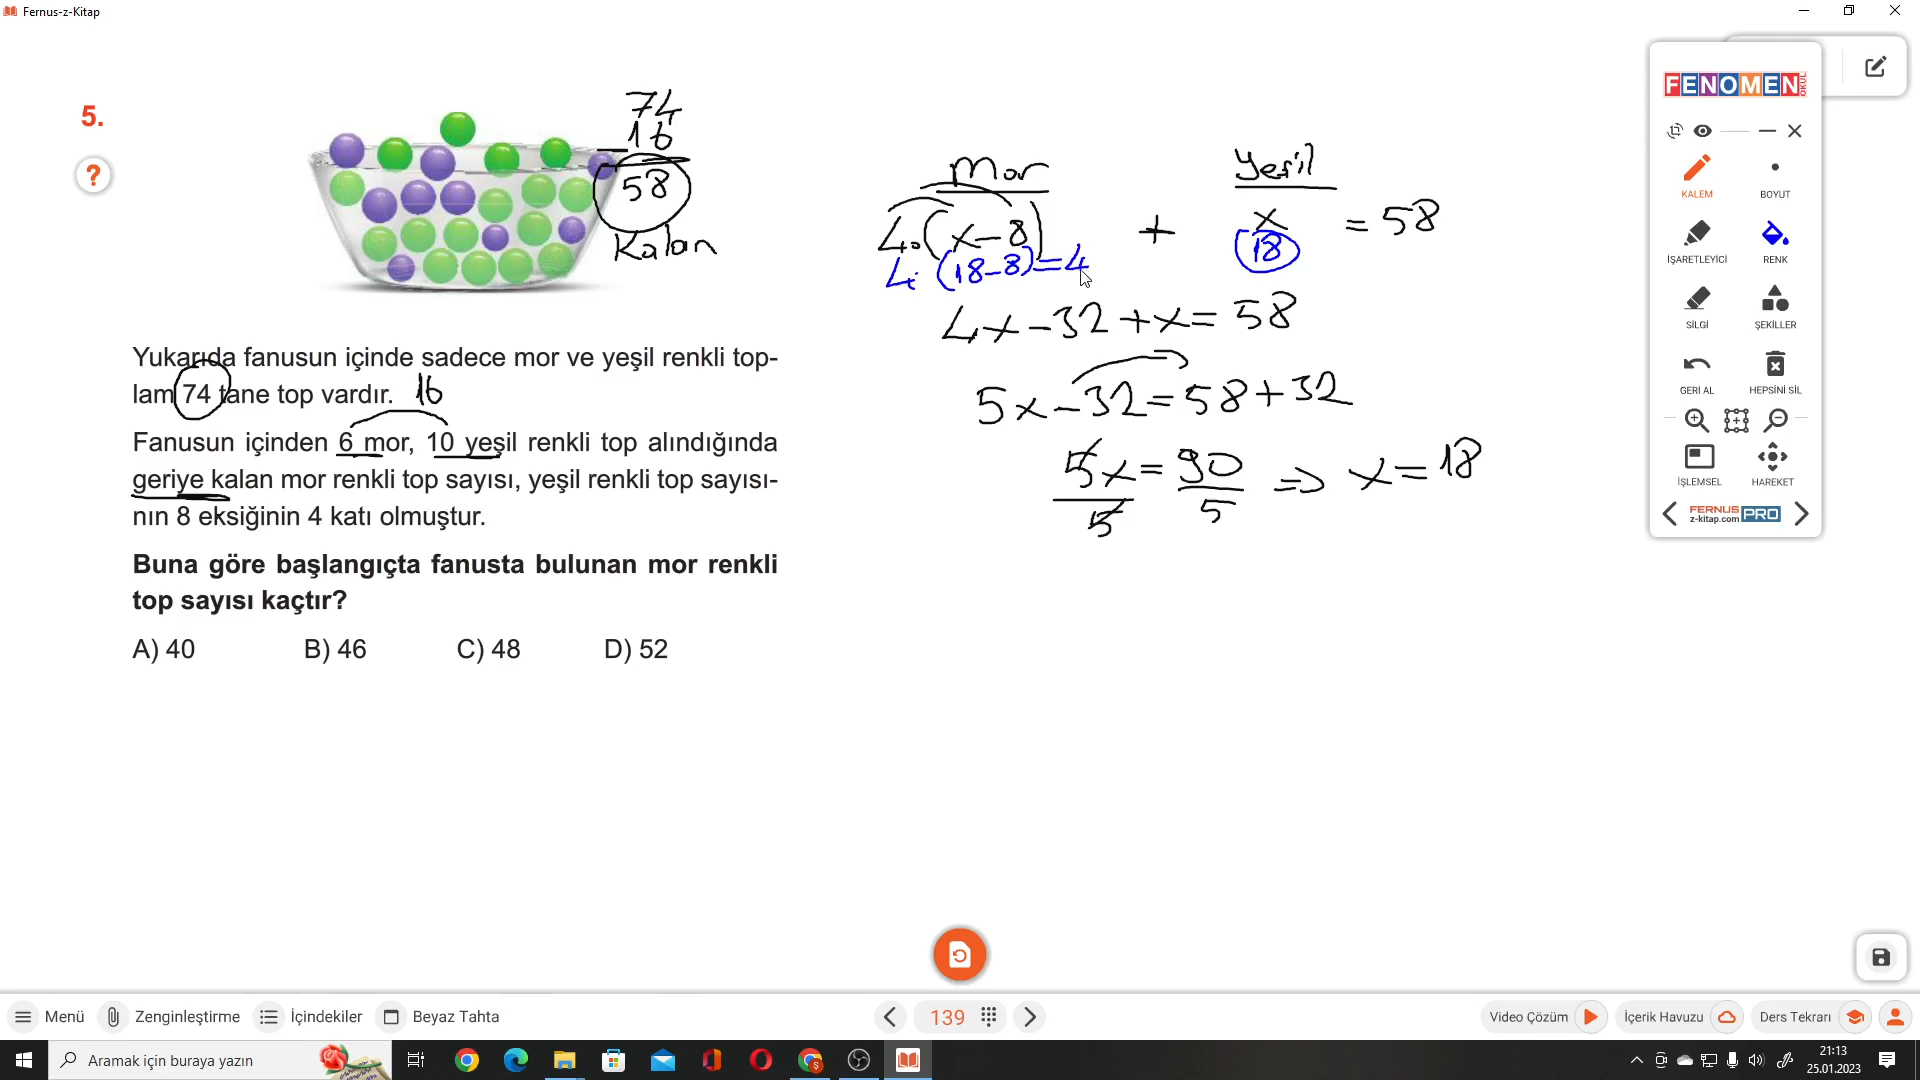 Fernus-z-Kitap
5.
?
74
16
58
Kalan
Yukarıda fanusun içinde sadece mor ve yeşil renkli top-
lam 74 tane top vardır. 16
Fanusun içinden 6 mor, 10 yeşil renkli top alındığında
geriye kalan mor renkli top sayısı, yeşil renkli top sayısı-
nın 8 eksiğinin 4 katı olmuştur.
Buna göre başlangıçta fanusta bulunan mor renkli
top sayısı kaçtır?
A) 40 B) 46 C) 48 D) 52
Mor Yeşil
4.(x-8) + x = 58
4.(18-8)=4 18
4x-32+x=58
5x-32=58+32
5x/5=90/5 ⇒ x=18
FENOMEN OKUL
KALEM BOYUT
İŞARETLEYİCİ RENK
SİLGİ ŞEKİLLER
GERİ AL HEPSİNİ SİL
İŞLEMSEL HAREKET
FERNUS
z-kitap.com PRO
Menü Zenginleştirme İçindekiler Beyaz Tahta 139 Video Çözüm İçerik Havuzu Ders Tekrarı
Aramak için buraya yazın
21:13
25.01.2023